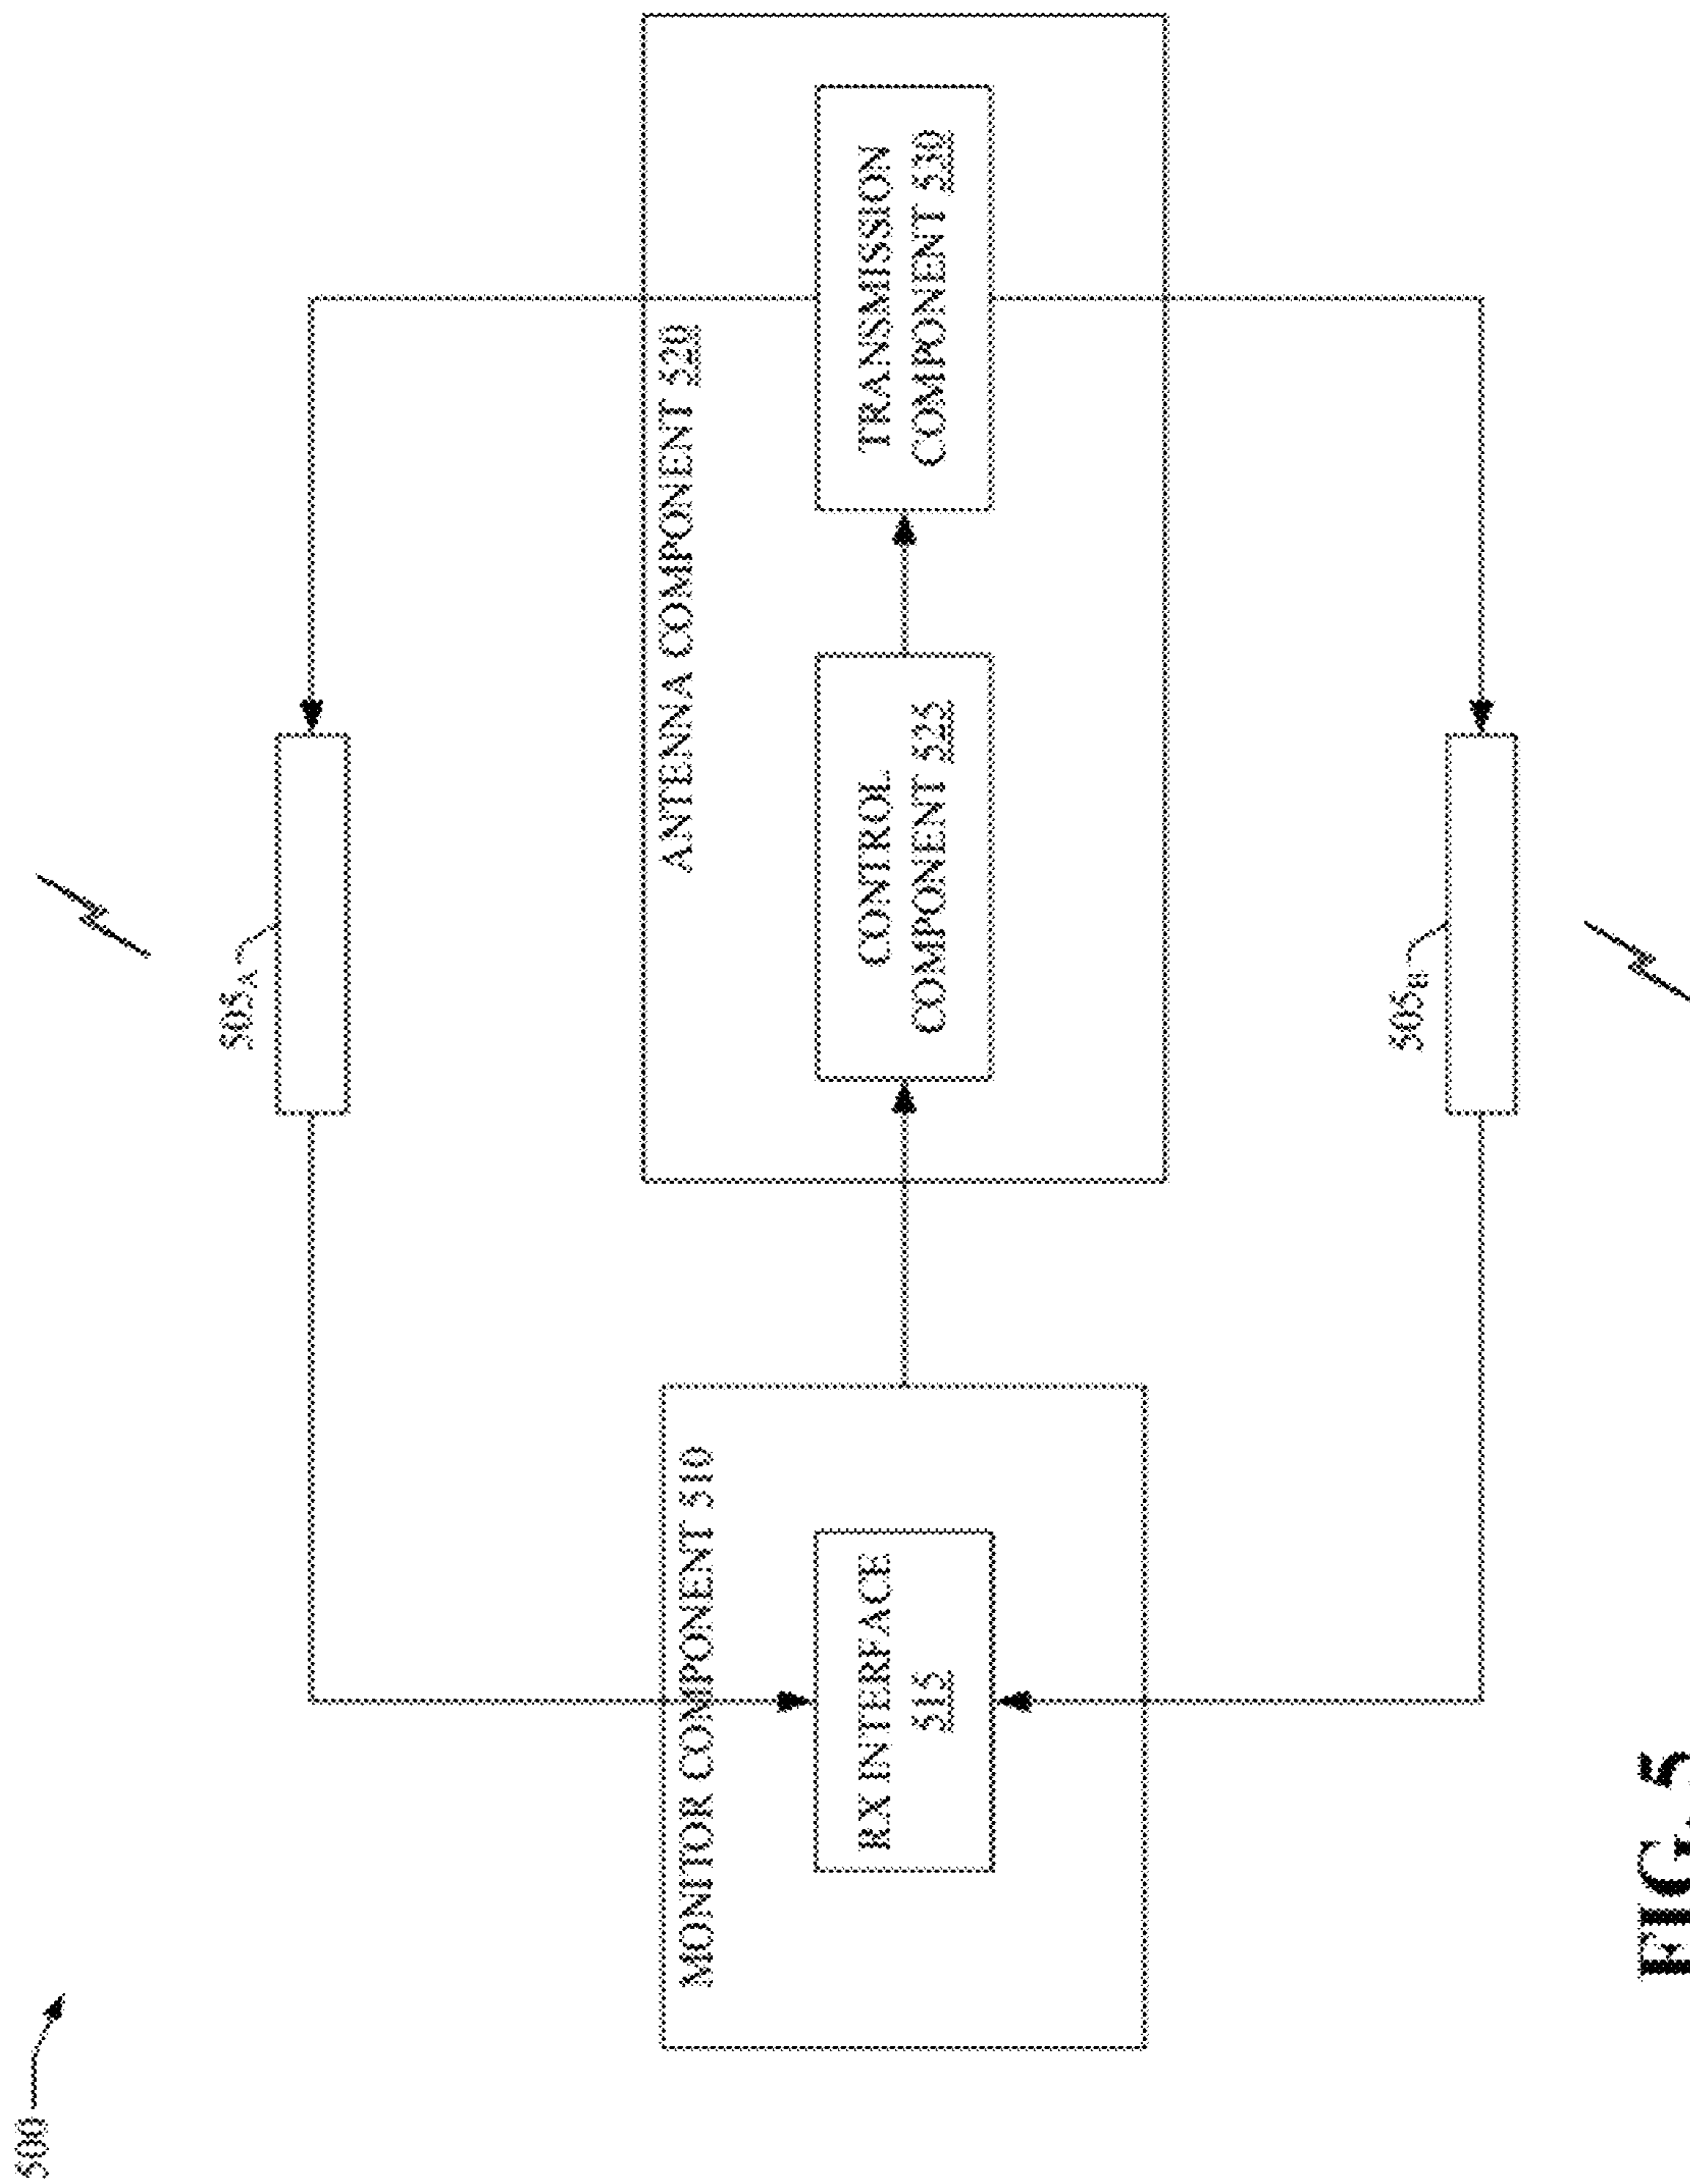 500
505A
ANTENNA COMPONENT 520
MONITOR COMPONENT 510
RX INTERFACE
515
CONTROL
COMPONENT 525
TRANSMISSION
COMPONENT 530
505B
FIG. 5